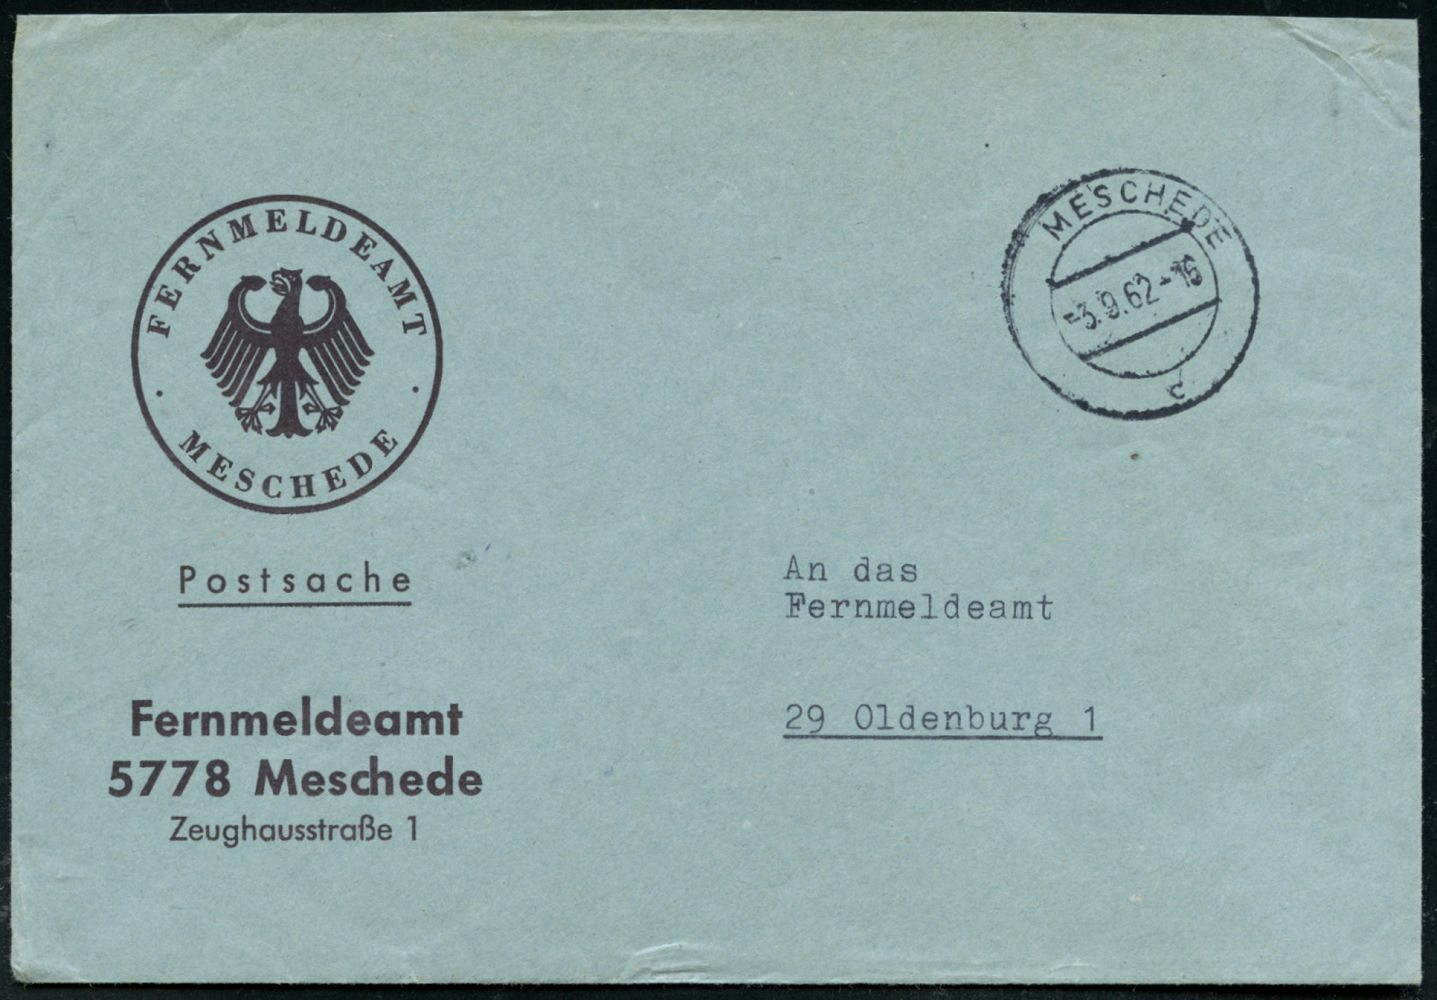 FERNMELDEAMT
· MESCHEDE ·
Postsache
Fernmeldeamt
5778 Meschede
Zeughausstraße 1
MESCHEDE
-3.9.62-16
c
An das
Fernmeldeamt
29 Oldenburg 1